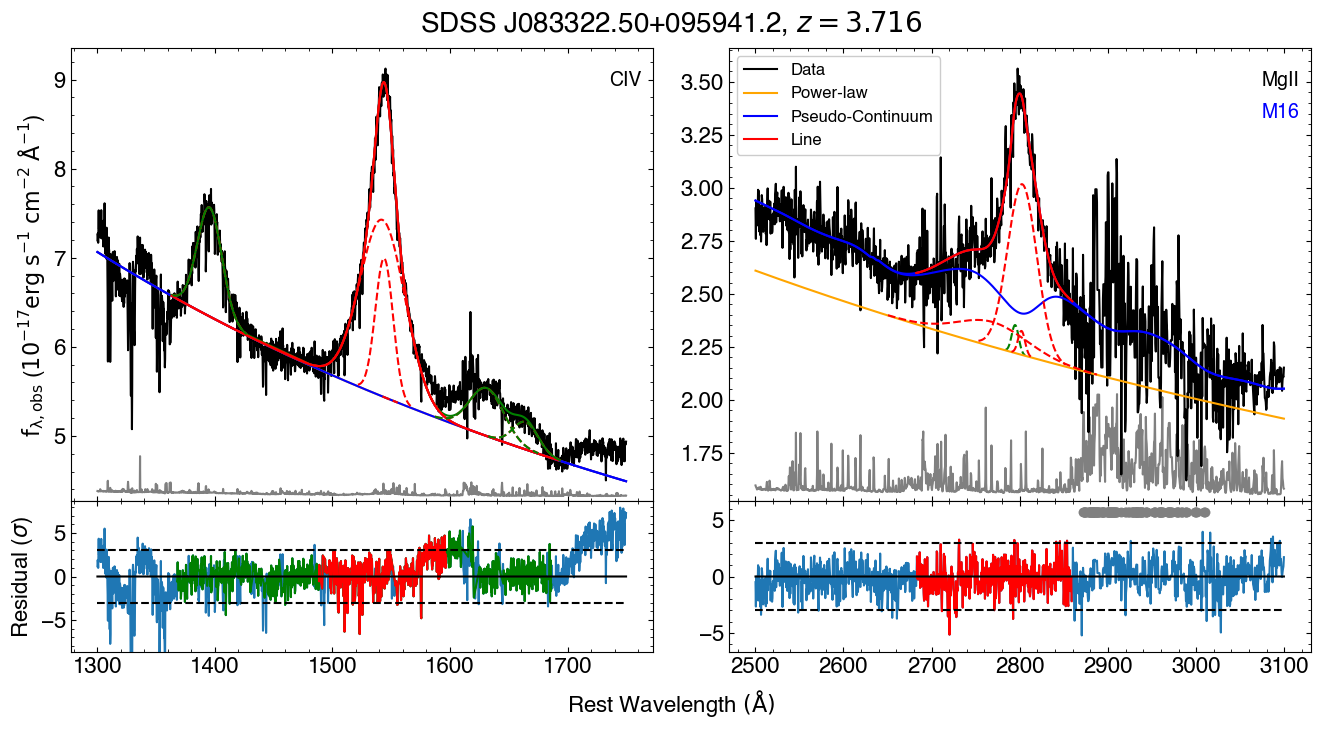 SDSS J083322.50+095941.2, z = 3.716
CIV
9
8
7
6
5
f_λ,obs (10^−17 erg s^−1 cm^−2 Å^−1)
Data
Power-law
Pseudo-Continuum
Line
MgII
M16
3.50
3.25
3.00
2.75
2.50
2.25
2.00
1.75
Residual (σ)
5
0
−5
1300 1400 1500 1600 1700
5
0
−5
2500 2600 2700 2800 2900 3000 3100
Rest Wavelength (Å)